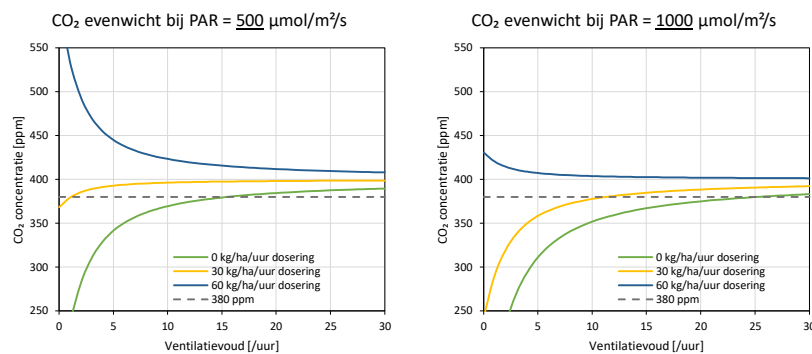 CO₂ evenwicht bij PAR = 500 µmol/m²/s
550
500
450
400
350
300
250
CO₂ concentratie [ppm]
0 kg/ha/uur dosering
30 kg/ha/uur dosering
60 kg/ha/uur dosering
380 ppm
0 5 10 15 20 25 30
Ventilatievoud [/uur]
CO₂ evenwicht bij PAR = 1000 µmol/m²/s
550
500
450
400
350
300
250
CO₂ concentratie [ppm]
0 kg/ha/uur dosering
30 kg/ha/uur dosering
60 kg/ha/uur dosering
380 ppm
0 5 10 15 20 25 30
Ventilatievoud [/uur]